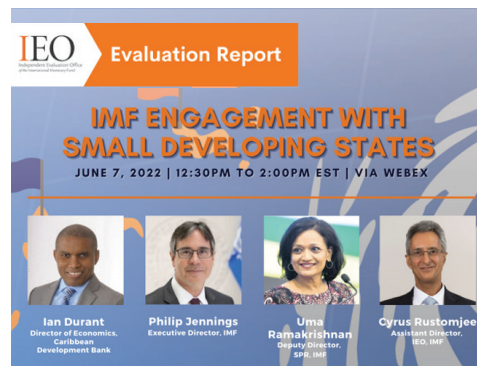 IEO
Independent Evaluation Office
of the International Monetary Fund
Evaluation Report
IMF ENGAGEMENT WITH
SMALL DEVELOPING STATES
JUNE 7, 2022 | 12:30PM TO 2:00PM EST | VIA WEBEX
Ian Durant
Director of Economics,
Caribbean
Development Bank
Philip Jennings
Executive Director, IMF
Uma
Ramakrishnan
Deputy Director,
SPR, IMF
Cyrus Rustomjee
Assistant Director,
IEO, IMF